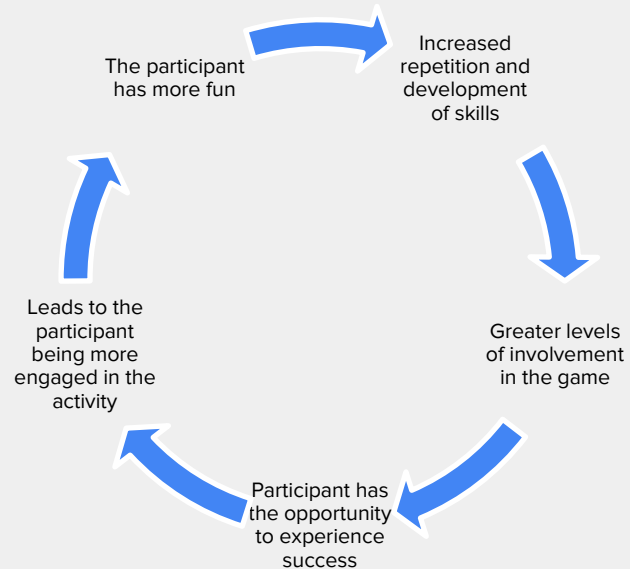 The participant
has more fun
Increased
repetition and
development
of skills
Greater levels
of involvement
in the game
Participant has
the opportunity
to experience
success
Leads to the
participant
being more
engaged in the
activity